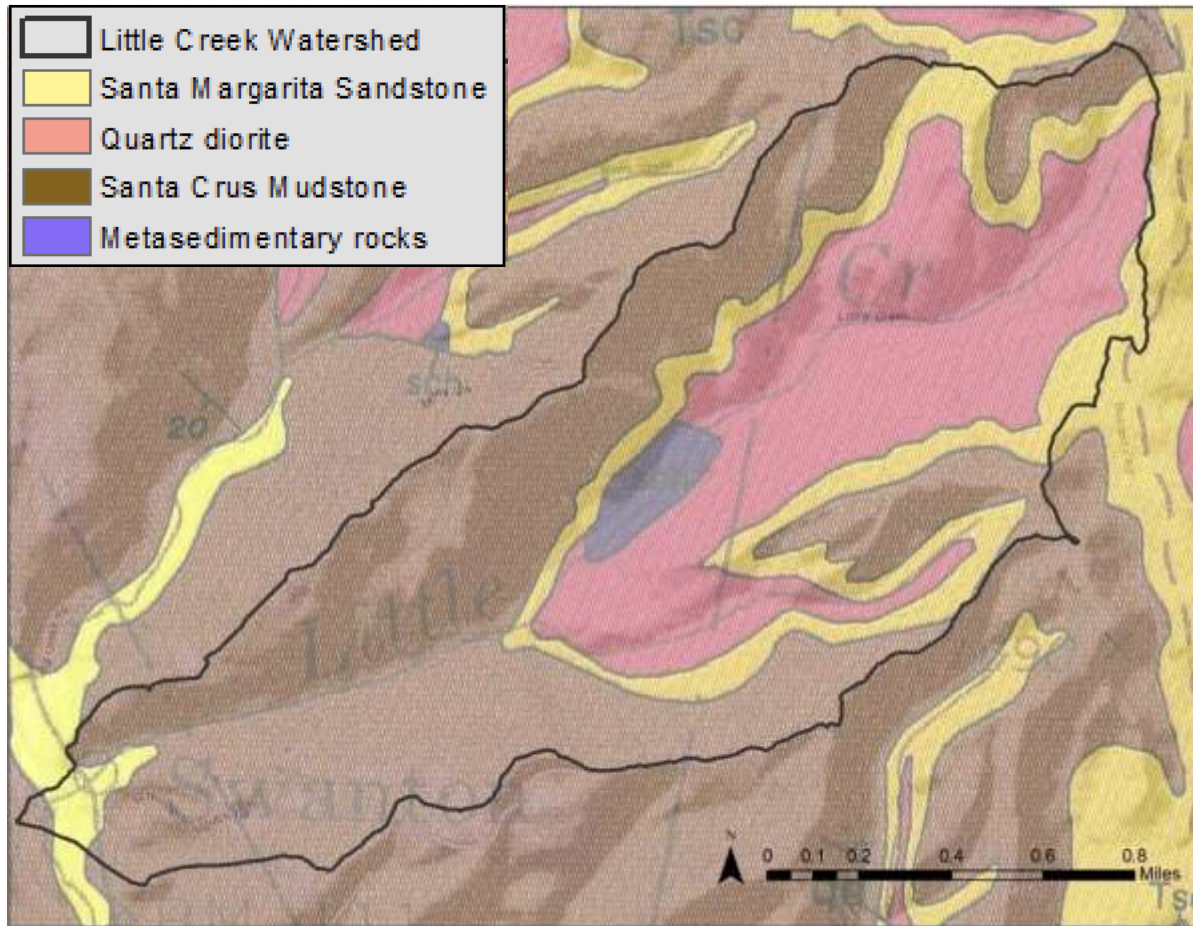 Little Creek Watershed
Santa Margarita Sandstone
Quartz diorite
Santa Crus Mudstone
Metasedimentary rocks
Tsc
Cr
sch
20
Little
Swanton
N
0 0.1 0.2 0.4 0.6 0.8
Miles